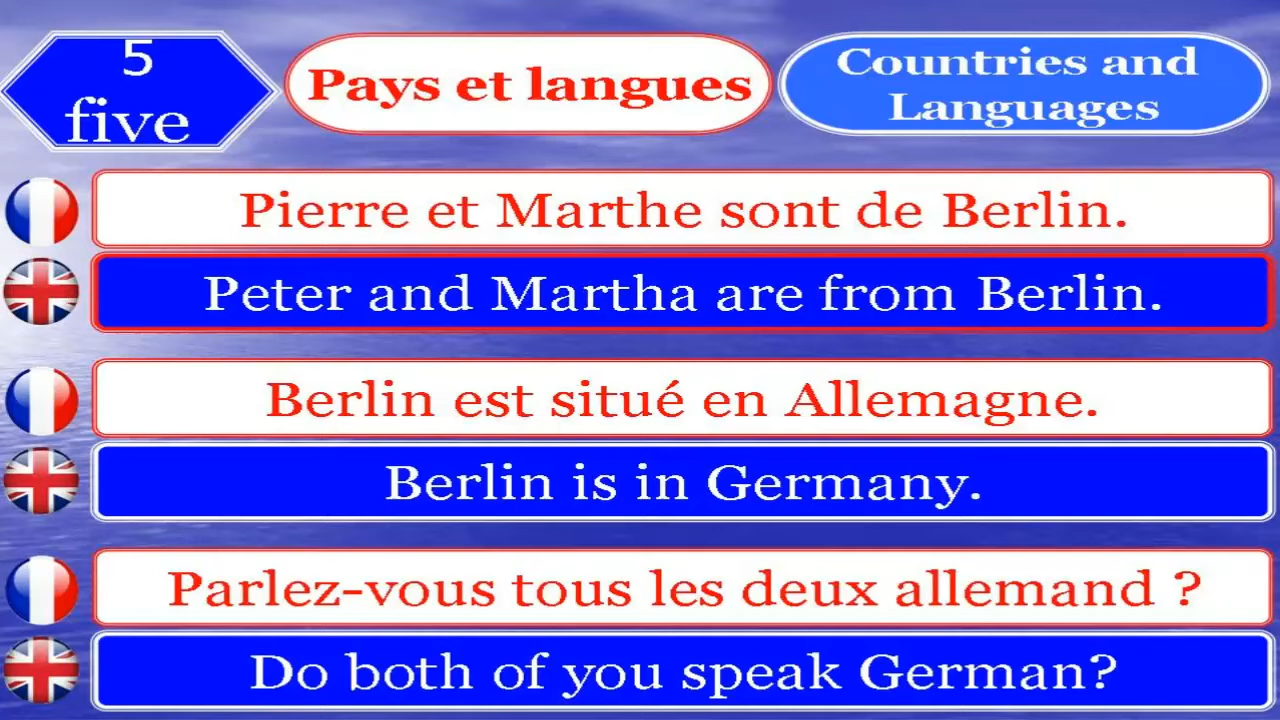 5
five
Pays et langues
Countries and
Languages
Pierre et Marthe sont de Berlin.
Peter and Martha are from Berlin.
Berlin est situé en Allemagne.
Berlin is in Germany.
Parlez-vous tous les deux allemand ?
Do both of you speak German?